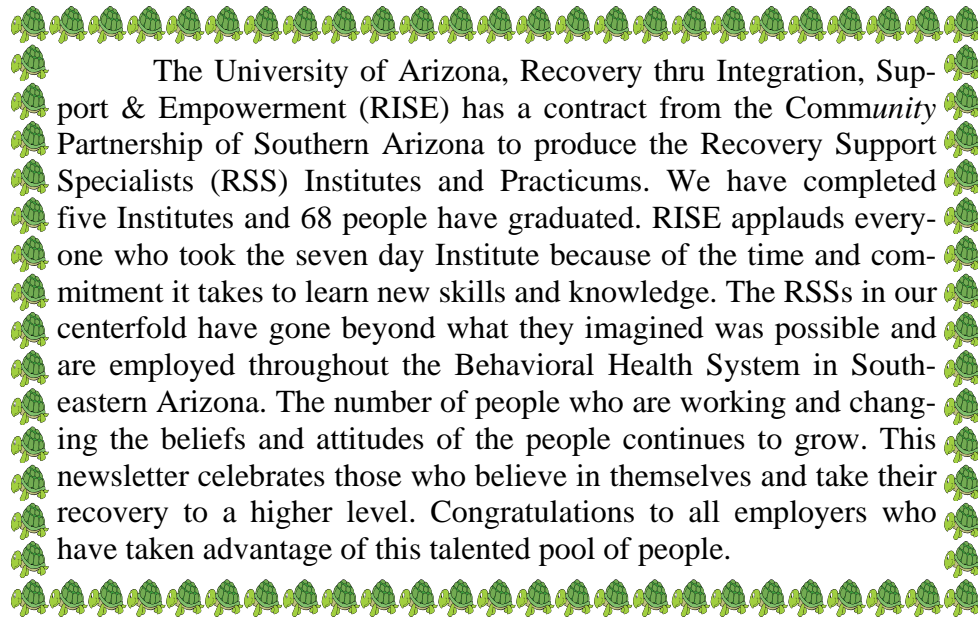 The University of Arizona, Recovery thru Integration, Sup-
port & Empowerment (RISE) has a contract from the Community
Partnership of Southern Arizona to produce the Recovery Support
Specialists (RSS) Institutes and Practicums. We have completed
five Institutes and 68 people have graduated. RISE applauds every-
one who took the seven day Institute because of the time and com-
mitment it takes to learn new skills and knowledge. The RSSs in our
centerfold have gone beyond what they imagined was possible and
are employed throughout the Behavioral Health System in South-
eastern Arizona. The number of people who are working and chang-
ing the beliefs and attitudes of the people continues to grow. This
newsletter celebrates those who believe in themselves and take their
recovery to a higher level. Congratulations to all employers who
have taken advantage of this talented pool of people.